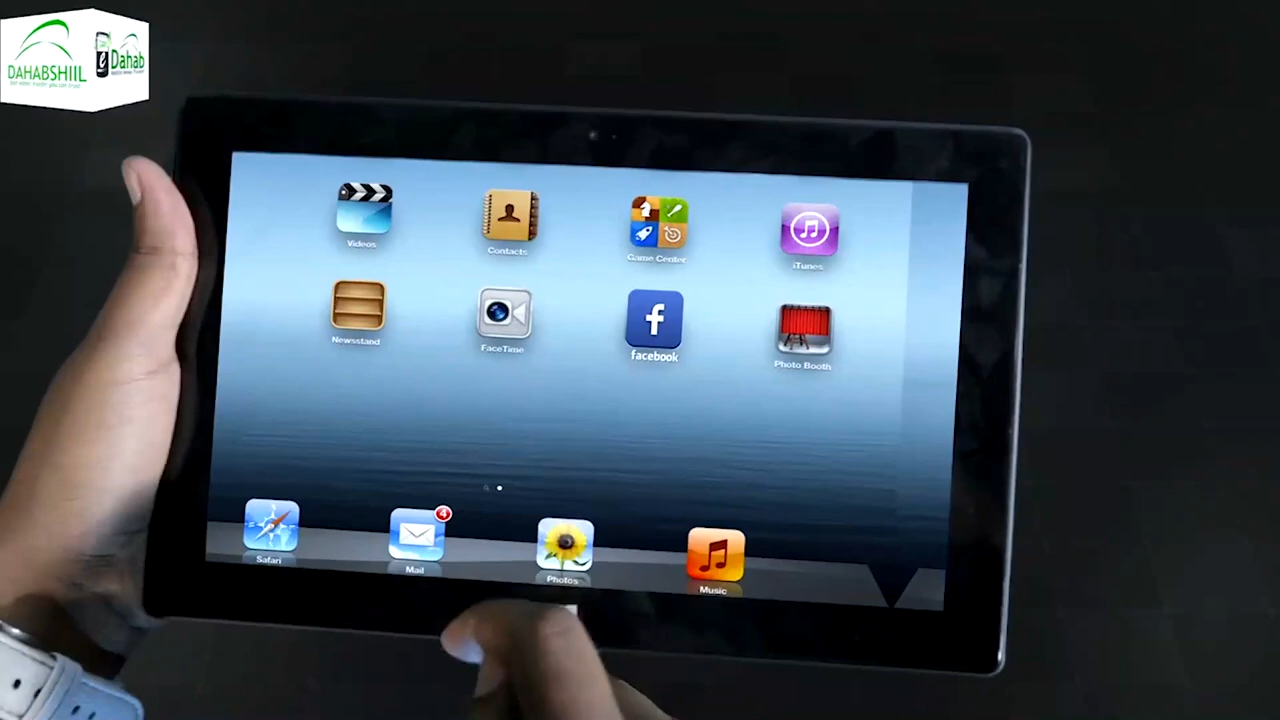 DAHABSHIIL
Dahab
Videos
Contacts
Game Center
iTunes
Newsstand
FaceTime
facebook
Photo Booth
Safari
4
Mail
Photos
Music